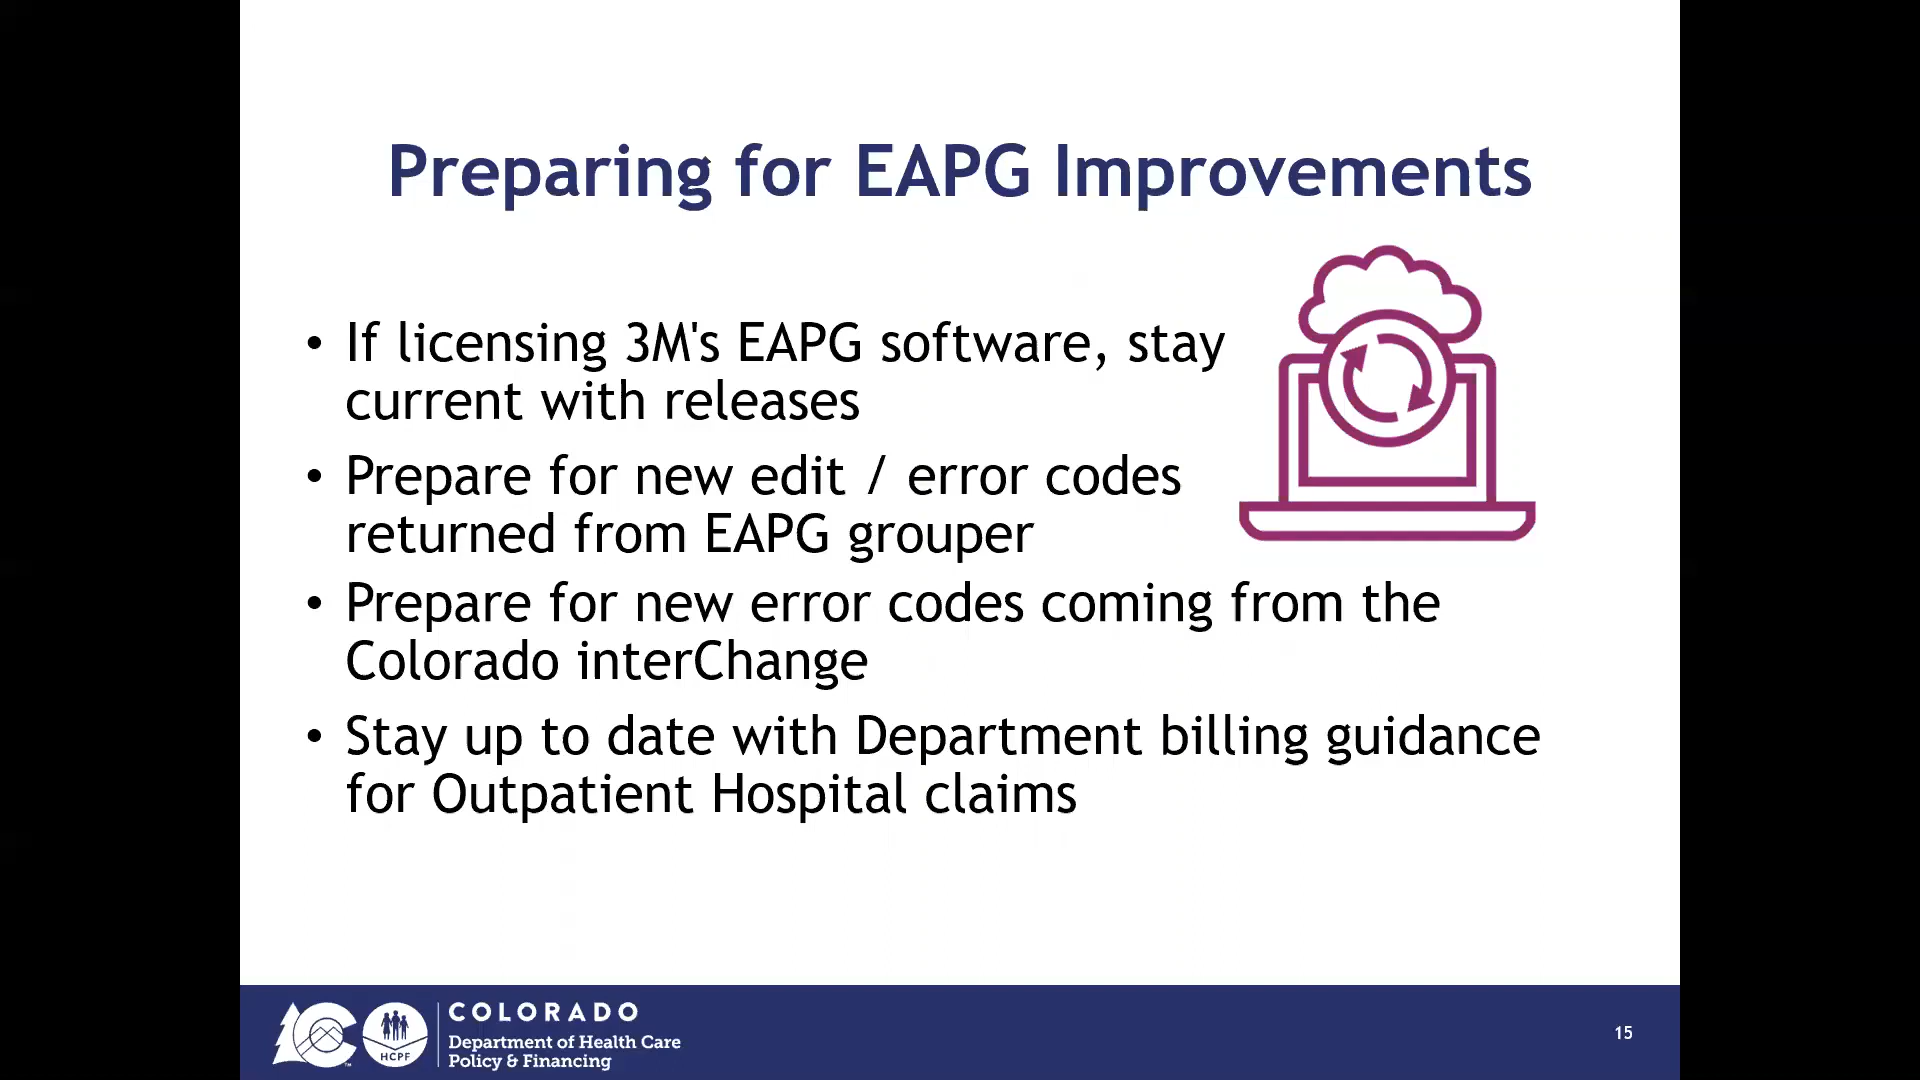 Preparing for EAPG Improvements
• If licensing 3M's EAPG software, stay
current with releases
• Prepare for new edit / error codes
returned from EAPG grouper
• Prepare for new error codes coming from the
Colorado interChange
• Stay up to date with Department billing guidance
for Outpatient Hospital claims
HCPF
COLORADO
Department of Health Care
Policy & Financing
15